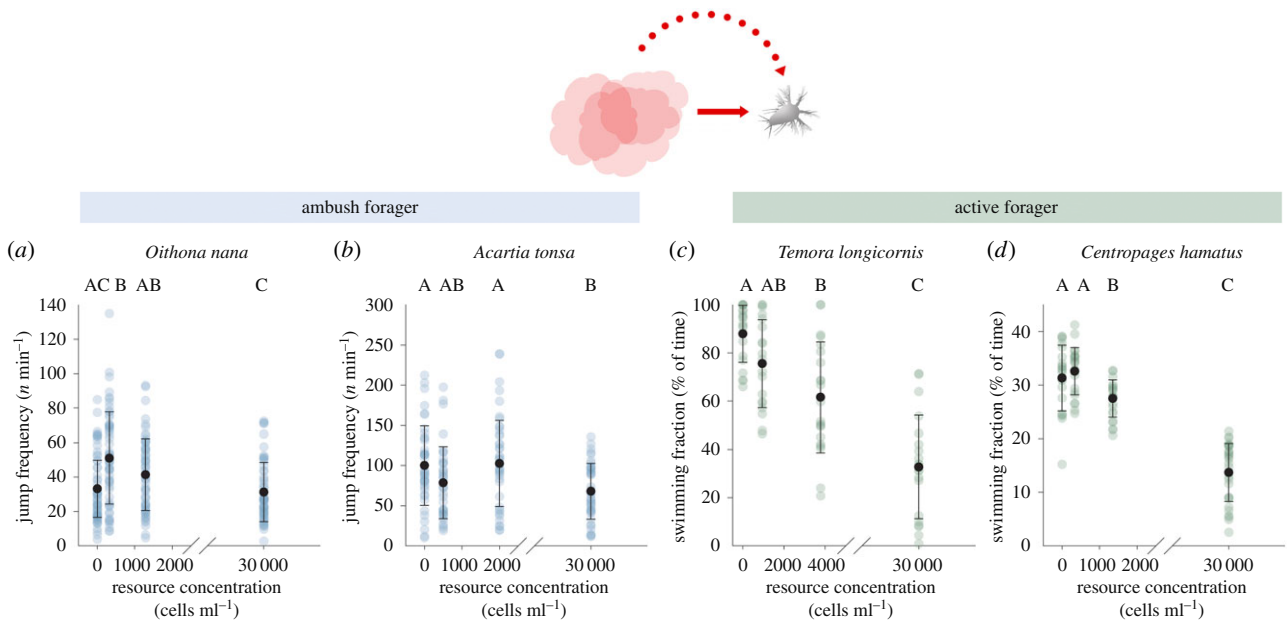 ambush forager
active forager
(a) Oithona nana
AC B AB C
jump frequency (n min⁻¹)
140
120
100
80
60
40
20
0
0 1000 2000 30 000
resource concentration
(cells ml⁻¹)
(b) Acartia tonsa
A AB A B
jump frequency (n min⁻¹)
300
250
200
150
100
50
0
0 1000 2000 30 000
resource concentration
(cells ml⁻¹)
(c) Temora longicornis
A AB B C
swimming fraction (% of time)
100
80
60
40
20
0
0 2000 4000 30 000
resource concentration
(cells ml⁻¹)
(d) Centropages hamatus
A A B C
swimming fraction (% of time)
40
30
20
10
0
0 1000 2000 30 000
resource concentration
(cells ml⁻¹)